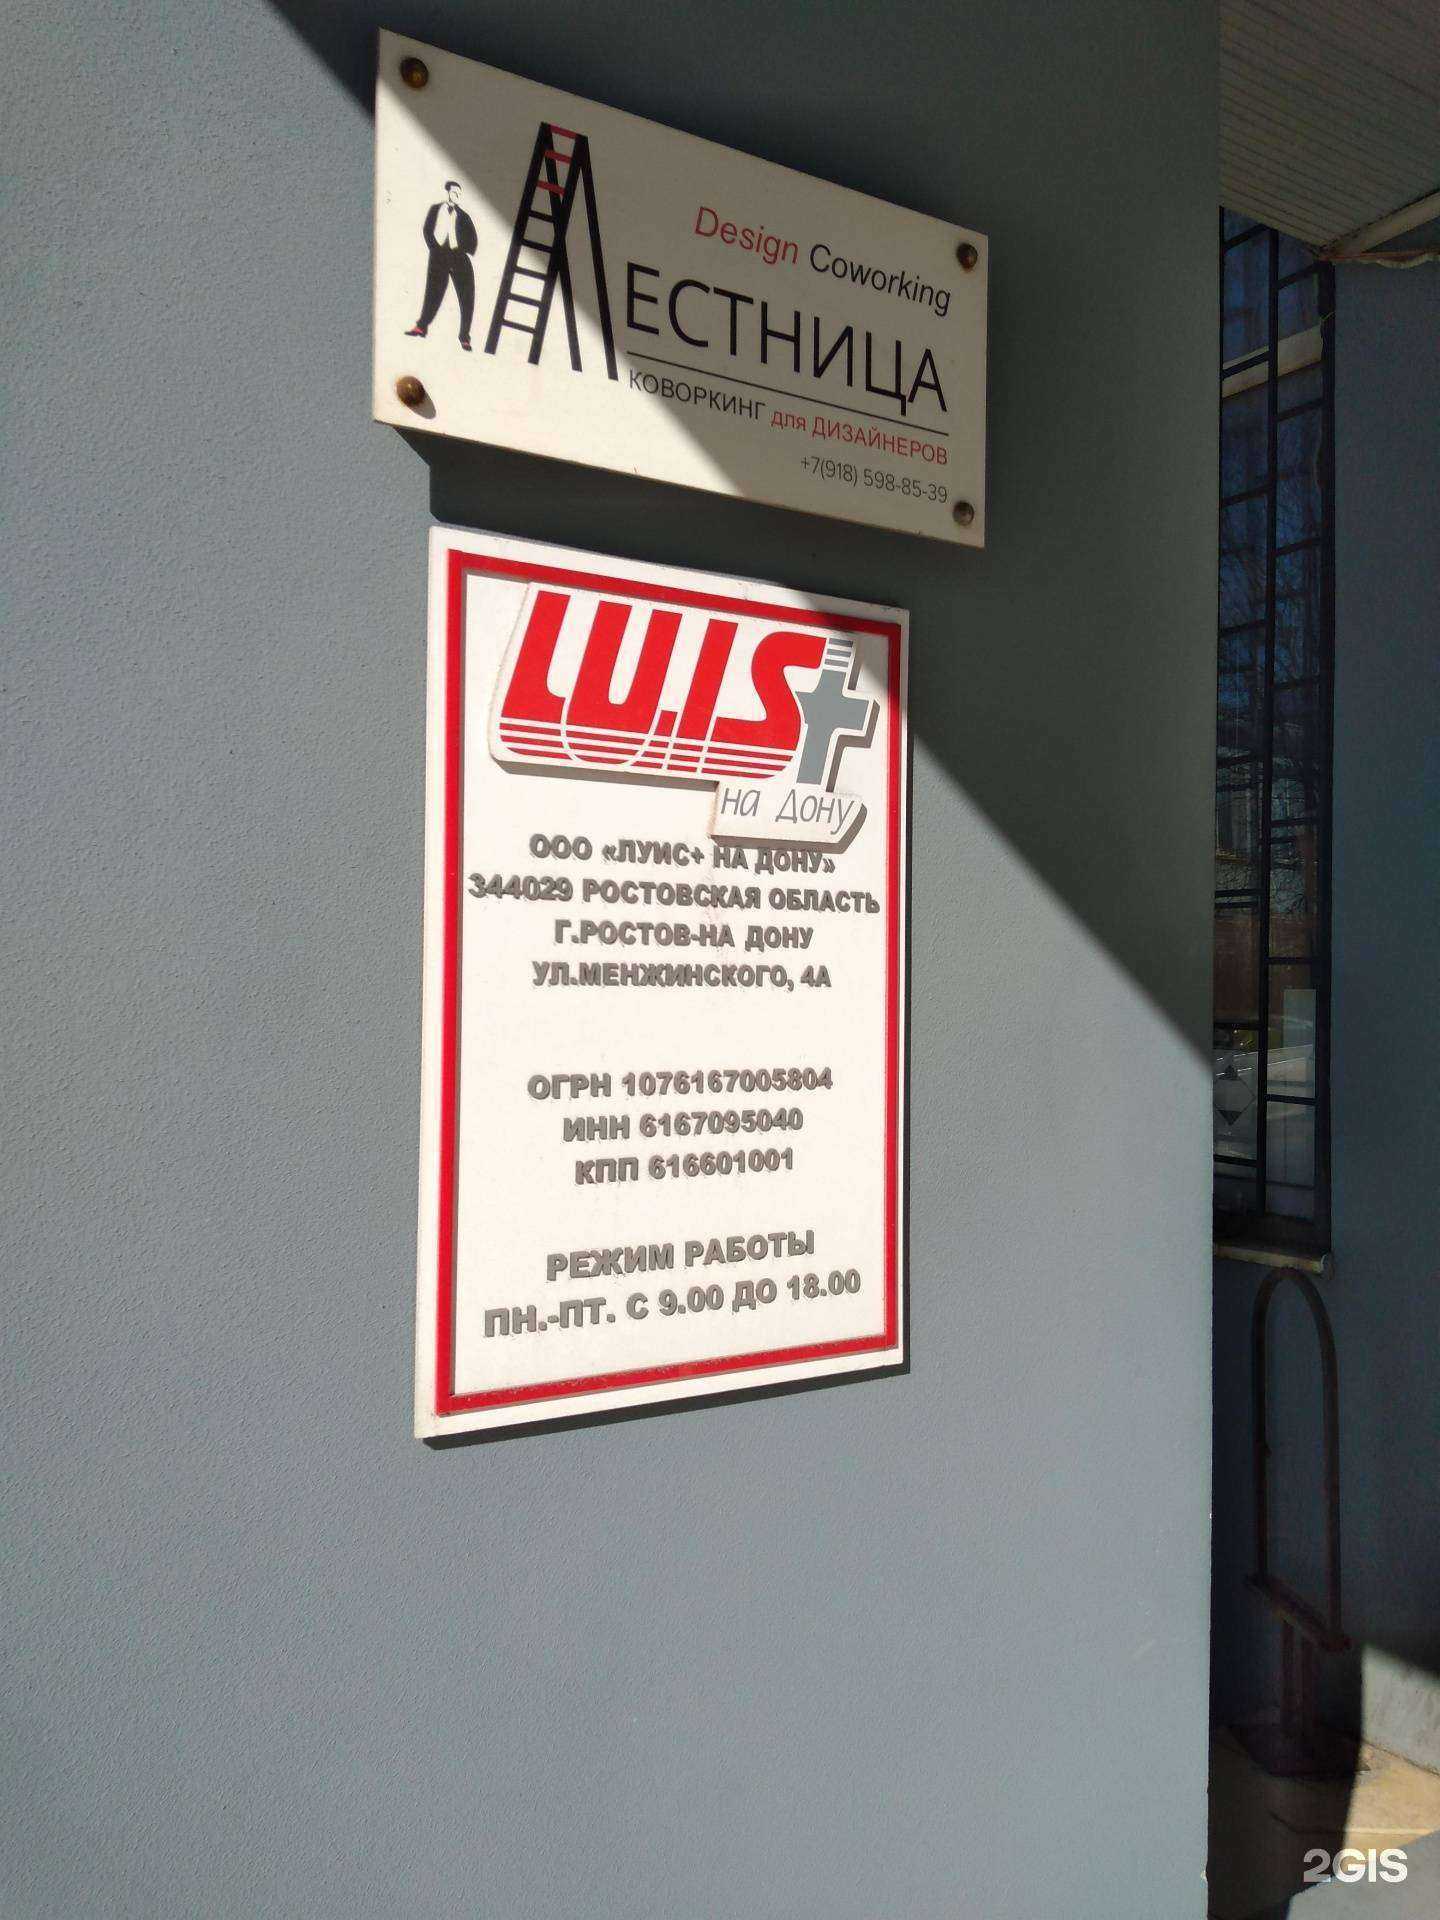 Design Coworking
ЛЕСТНИЦА
КОВОРКИНГ для ДИЗАЙНЕРОВ
+7(918) 598-85-39
LU.IS+
на Дону
ООО «ЛУИС+ НА ДОНУ»
344029 РОСТОВСКАЯ ОБЛАСТЬ
Г.РОСТОВ-НА ДОНУ
УЛ.МЕНЖИНСКОГО, 4А
ОГРН 1076167005804
ИНН 6167095040
КПП 616601001
РЕЖИМ РАБОТЫ
ПН.-ПТ. С 9.00 ДО 18.00
2GIS